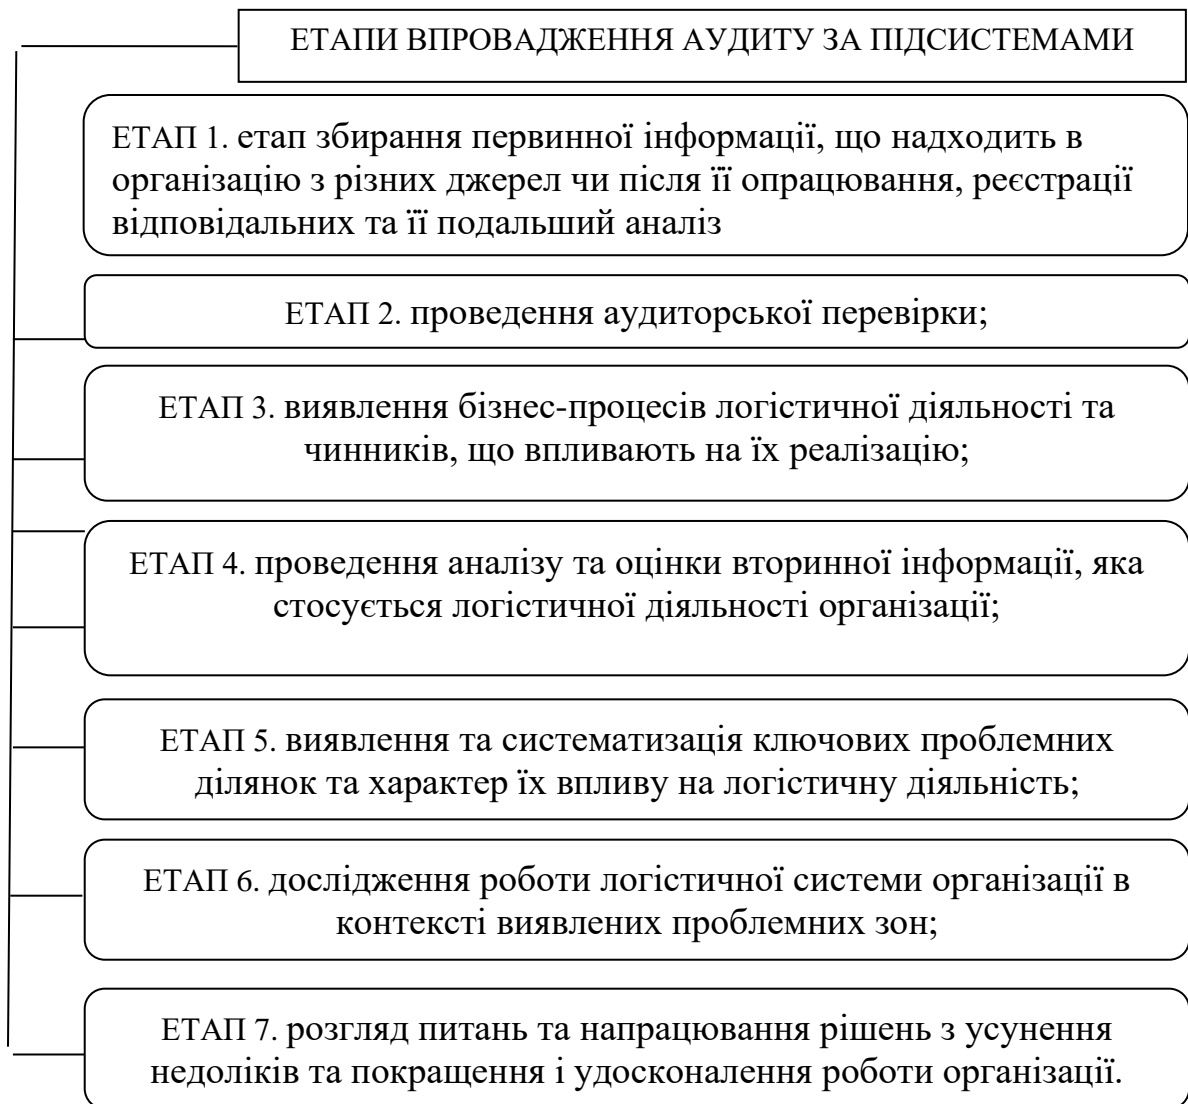 ЕТАПИ ВПРОВАДЖЕННЯ АУДИТУ ЗА ПІДСИСТЕМАМИ
ЕТАП 1. етап збирання первинної інформації, що надходить в
організацію з різних джерел чи після її опрацювання, реєстрації
відповідальних та її подальший аналіз
ЕТАП 2. проведення аудиторської перевірки;
ЕТАП 3. виявлення бізнес-процесів логістичної діяльності та
чинників, що впливають на їх реалізацію;
ЕТАП 4. проведення аналізу та оцінки вторинної інформації, яка
стосується логістичної діяльності організації;
ЕТАП 5. виявлення та систематизація ключових проблемних
ділянок та характер їх впливу на логістичну діяльність;
ЕТАП 6. дослідження роботи логістичної системи організації в
контексті виявлених проблемних зон;
ЕТАП 7. розгляд питань та напрацювання рішень з усунення
недоліків та покращення і удосконалення роботи організації.